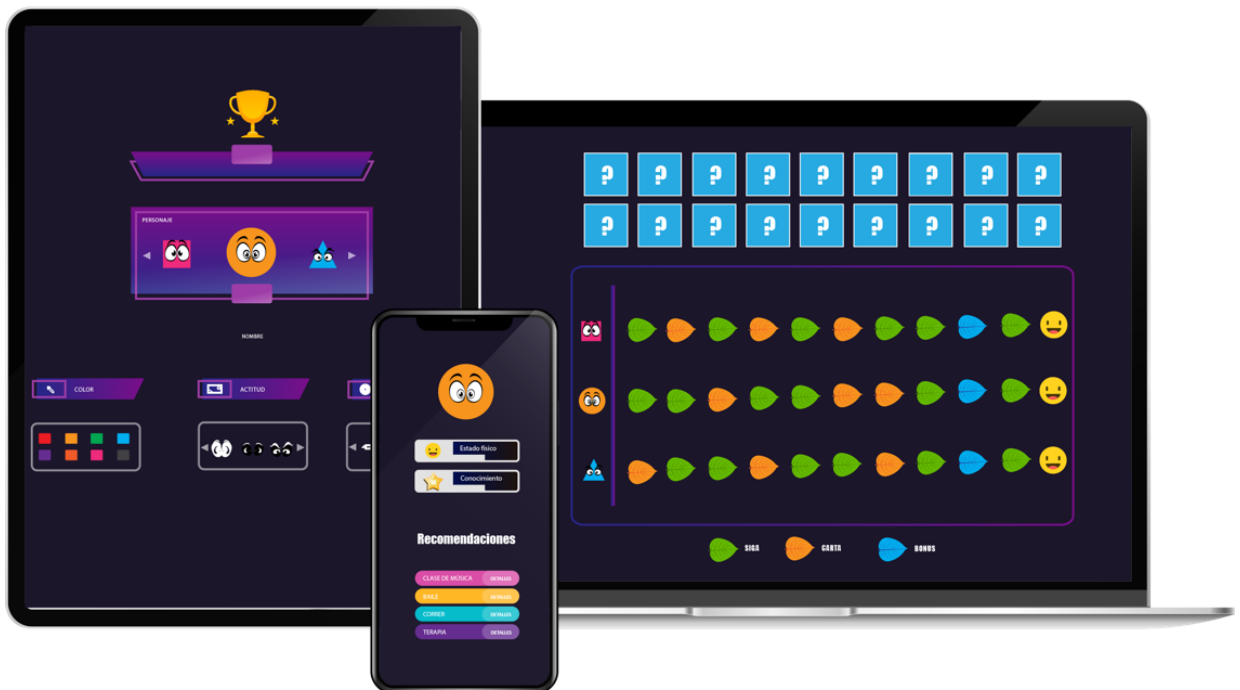 PERSONAJE
NOMBRE
COLOR
ACTITUD
Estado físico
Conocimiento
Recomendaciones
CLASE DE MÚSICA DETALLES
BAILE DETALLES
CORRER DETALLES
TERAPIA DETALLES
? ? ? ? ? ? ? ? ?
? ? ? ? ? ? ? ? ?
SIGA CARTA BONUS